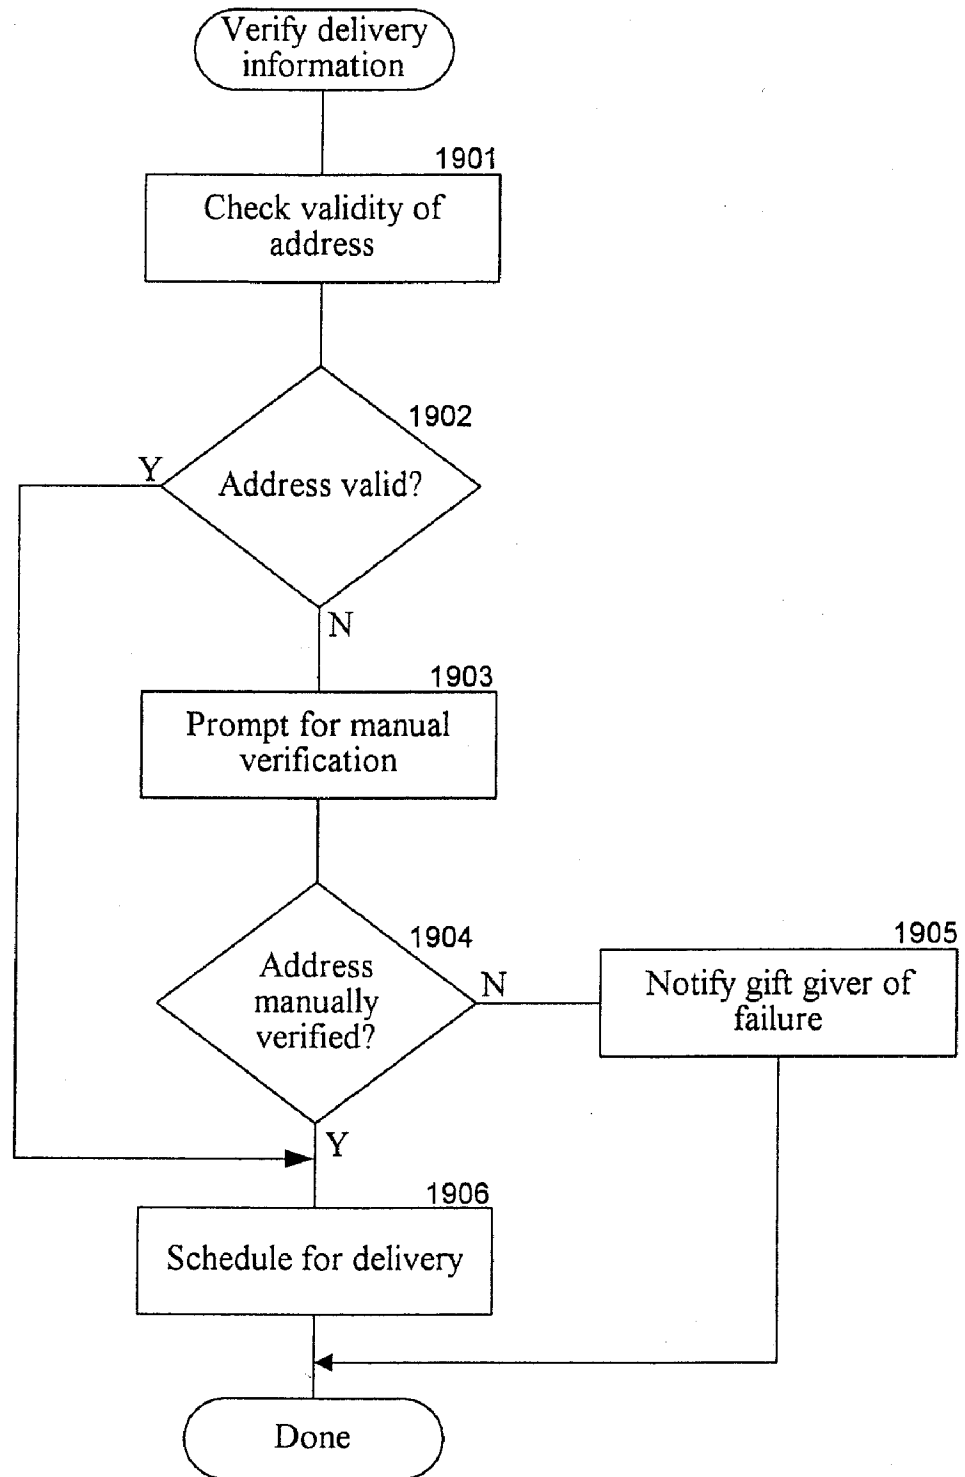 Verify delivery
information
1901
Check validity of
address
1902
Y
Address valid?
N
1903
Prompt for manual
verification
1904
Address
manually
verified?
N
1905
Notify gift giver of
failure
Y
1906
Schedule for delivery
Done